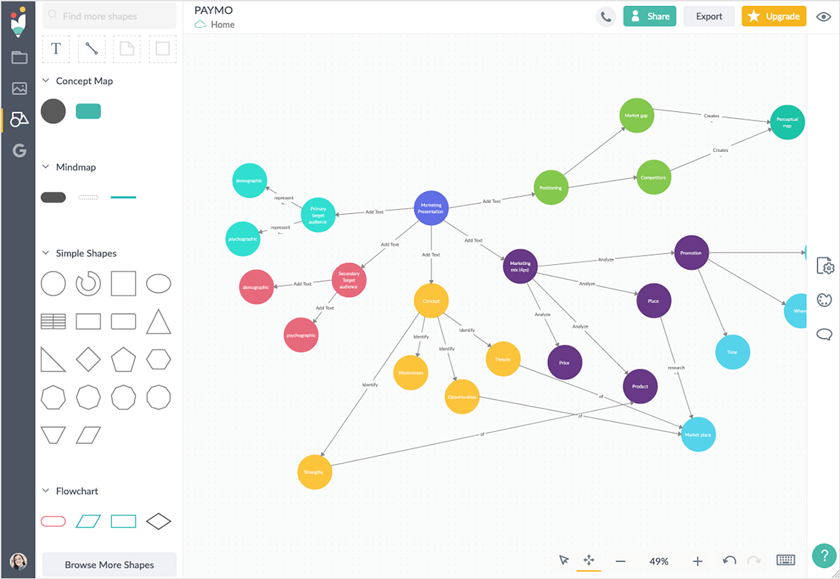 PAYMO
Home
Find more shapes
Share
Export
Upgrade
T
Concept Map
Mindmap
Simple Shapes
Flowchart
Browse More Shapes
G
Market gap
Creates
Perceptual
map
Creates
Competitors
Positioning
Add Text
Marketing
Presentation
Add Text
Primary
target
audience
represent
demographic
represent
psychographic
Add Text
Secondary
Target
audience
Add Text
demographic
Add Text
psychographic
Add Text
Concept
Add Text
Marketing
mix (4ps)
Analyze
Promotion
Analyze
Place
Analyze
Price
Analyze
Product
Time
research
Market place
Identify
Identify
Identify
Identify
Threats
Opportunities
Strengths
of
of
of
49%
?